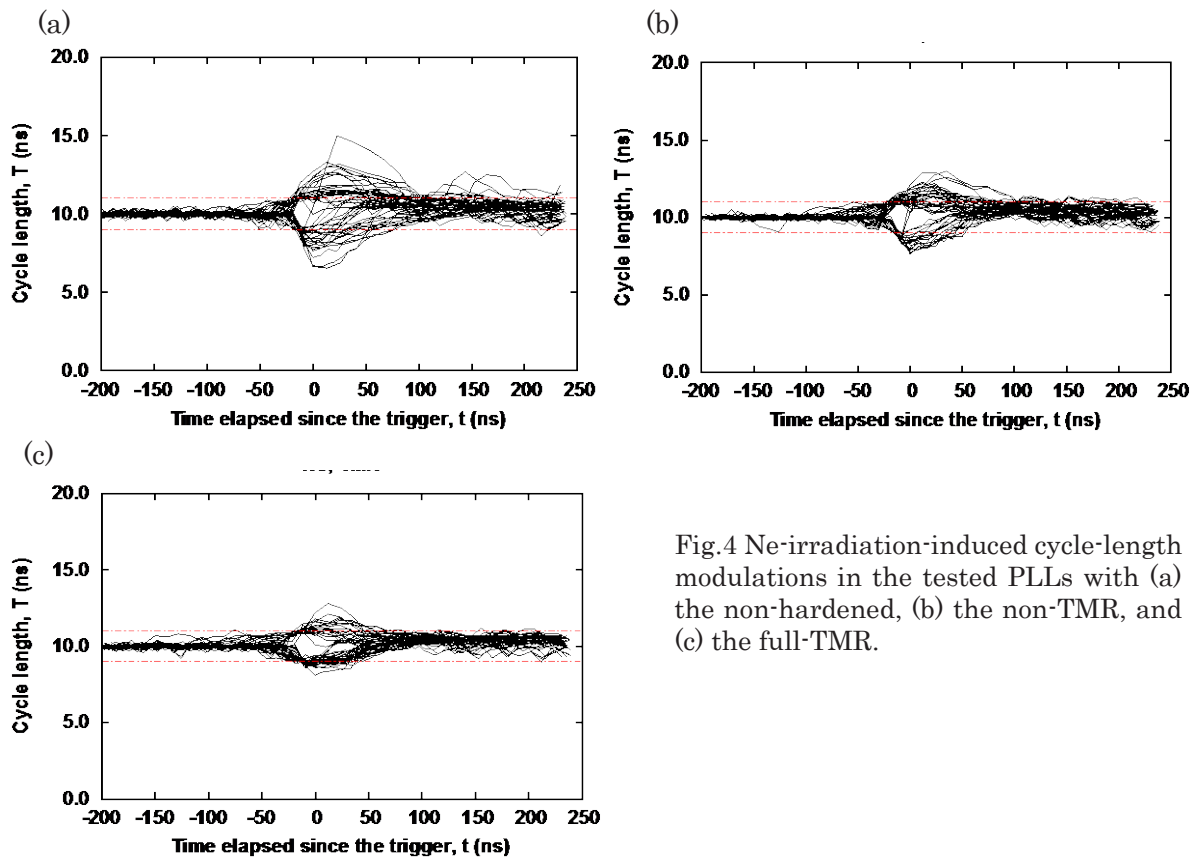 (a)
20.0
15.0
10.0
5.0
0.0
Cycle length, T (ns)
-200 -150 -100 -50 0 50 100 150 200 250
Time elapsed since the trigger, t (ns)
(b)
20.0
15.0
10.0
5.0
0.0
Cycle length, T (ns)
-200 -150 -100 -50 0 50 100 150 200 250
Time elapsed since the trigger, t (ns)
(c)
20.0
15.0
10.0
5.0
0.0
Cycle length, T (ns)
-200 -150 -100 -50 0 50 100 150 200 250
Time elapsed since the trigger, t (ns)
Fig.4 Ne-irradiation-induced cycle-length
modulations in the tested PLLs with (a)
the non-hardened, (b) the non-TMR, and
(c) the full-TMR.